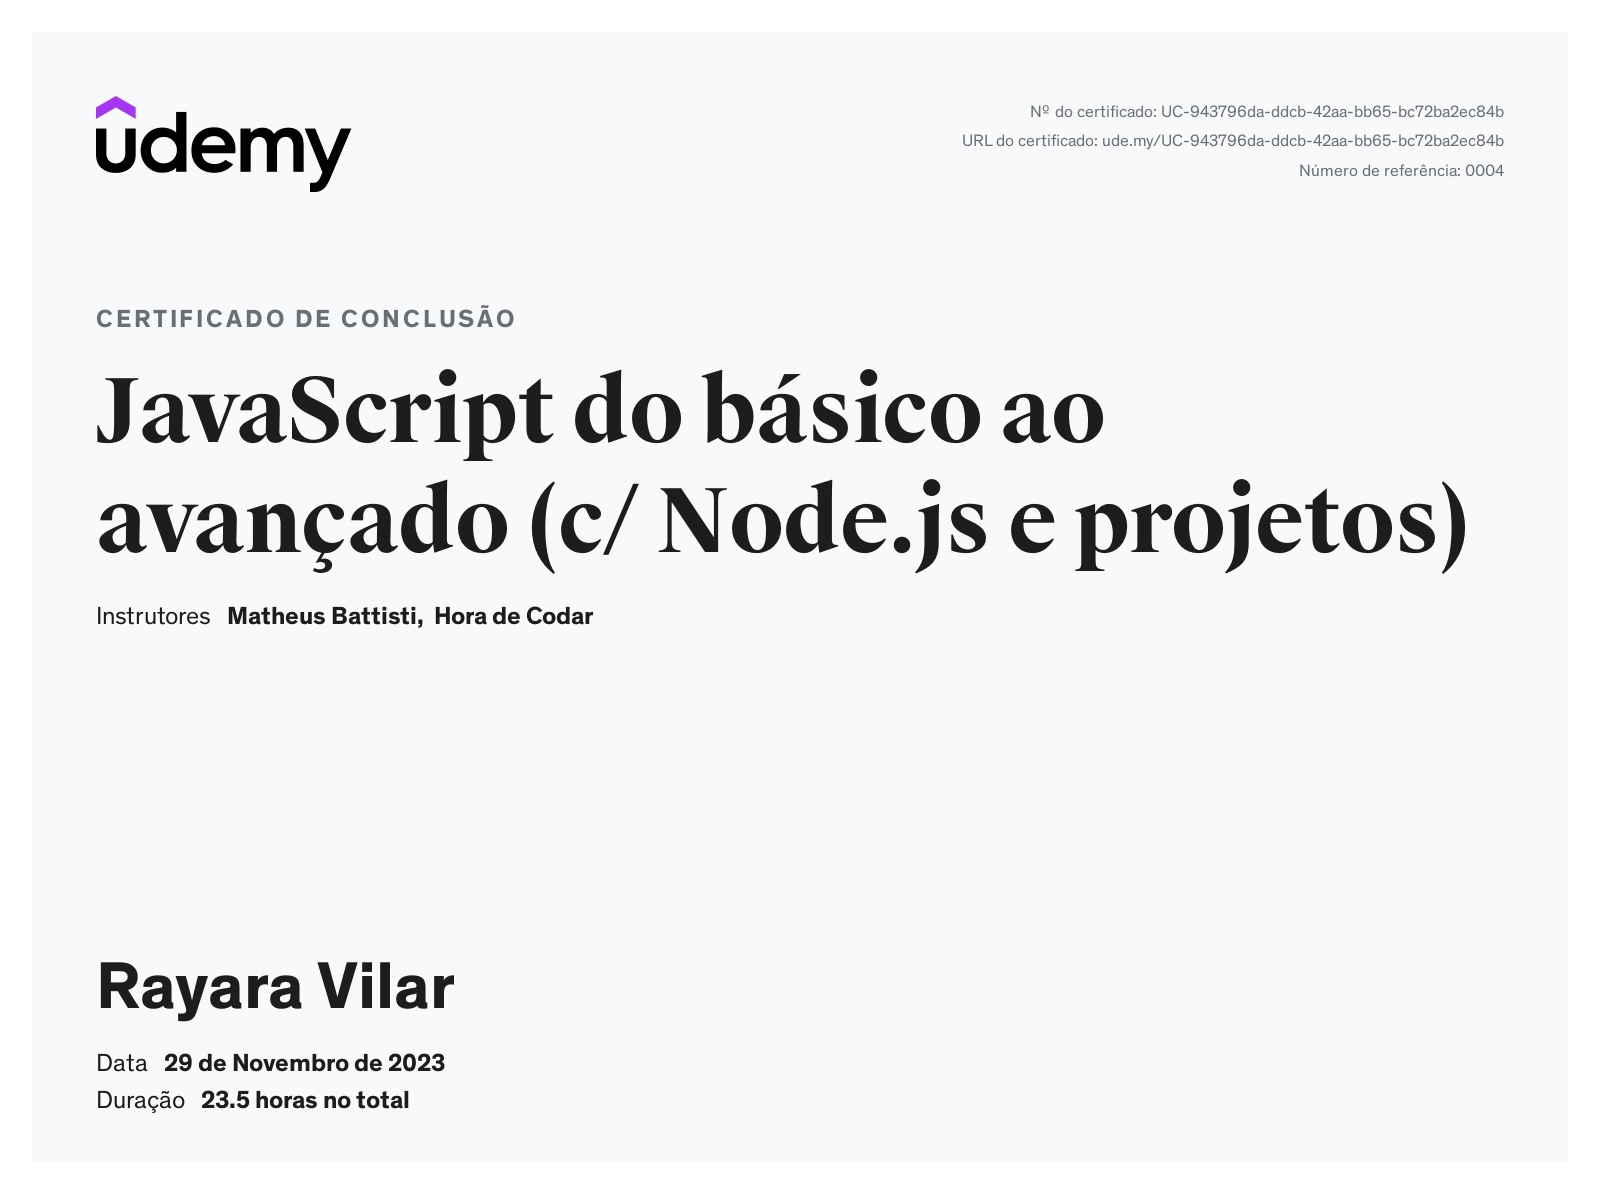 udemy
Nº do certificado: UC-943796da-ddcb-42aa-bb65-bc72ba2ec84b
URL do certificado: ude.my/UC-943796da-ddcb-42aa-bb65-bc72ba2ec84b
Número de referência: 0004
CERTIFICADO DE CONCLUSÃO
JavaScript do básico ao
avançado (c/ Node.js e projetos)
Instrutores Matheus Battisti, Hora de Codar
Rayara Vilar
Data 29 de Novembro de 2023
Duração 23.5 horas no total